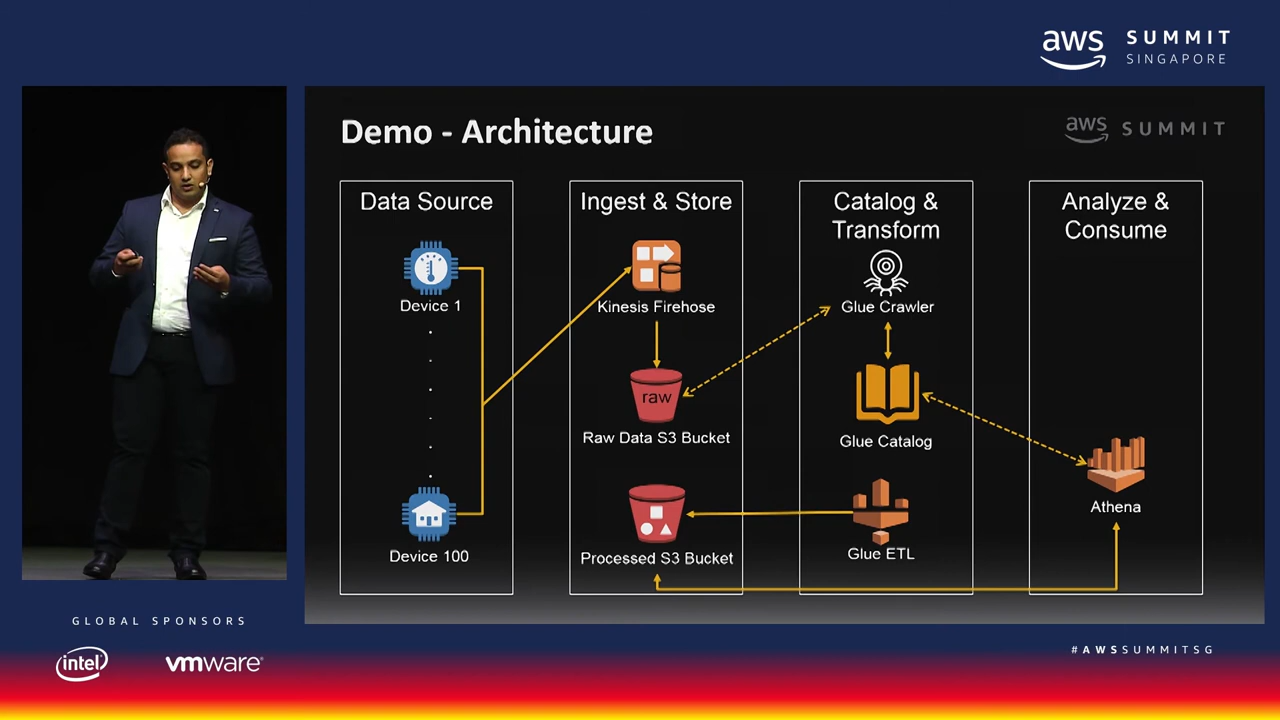 aws SUMMIT
SINGAPORE
Demo - Architecture
aws SUMMIT
Data Source
Device 1
Device 100
Ingest & Store
Kinesis Firehose
raw
Raw Data S3 Bucket
Processed S3 Bucket
Catalog &
Transform
Glue Crawler
Glue Catalog
Glue ETL
Analyze &
Consume
Athena
GLOBAL SPONSORS
intel
vmware®
#AWSSUMMITSG